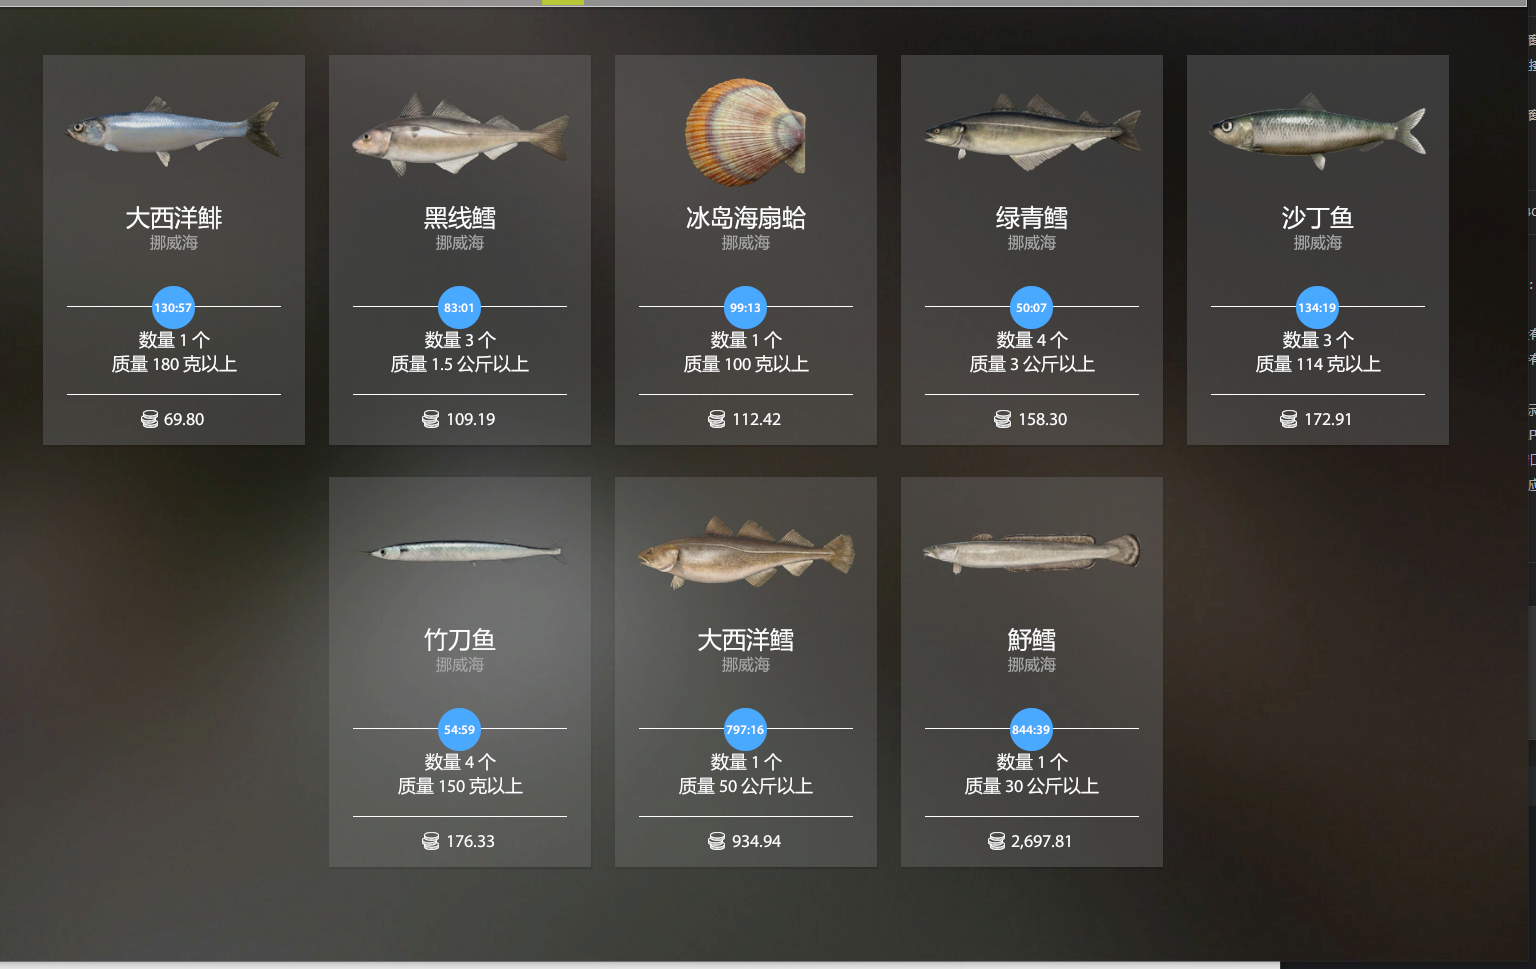 大西洋鲱
挪威海
130:57
数量 1 个
质量 180 克以上
69.80
黑线鳕
挪威海
83:01
数量 3 个
质量 1.5 公斤以上
109.19
冰岛海扇蛤
挪威海
99:13
数量 1 个
质量 100 克以上
112.42
绿青鳕
挪威海
50:07
数量 4 个
质量 3 公斤以上
158.30
沙丁鱼
挪威海
134:19
数量 3 个
质量 114 克以上
172.91
竹刀鱼
挪威海
54:59
数量 4 个
质量 150 克以上
176.33
大西洋鳕
挪威海
797:16
数量 1 个
质量 50 公斤以上
934.94
魣鳕
挪威海
844:39
数量 1 个
质量 30 公斤以上
2,697.81